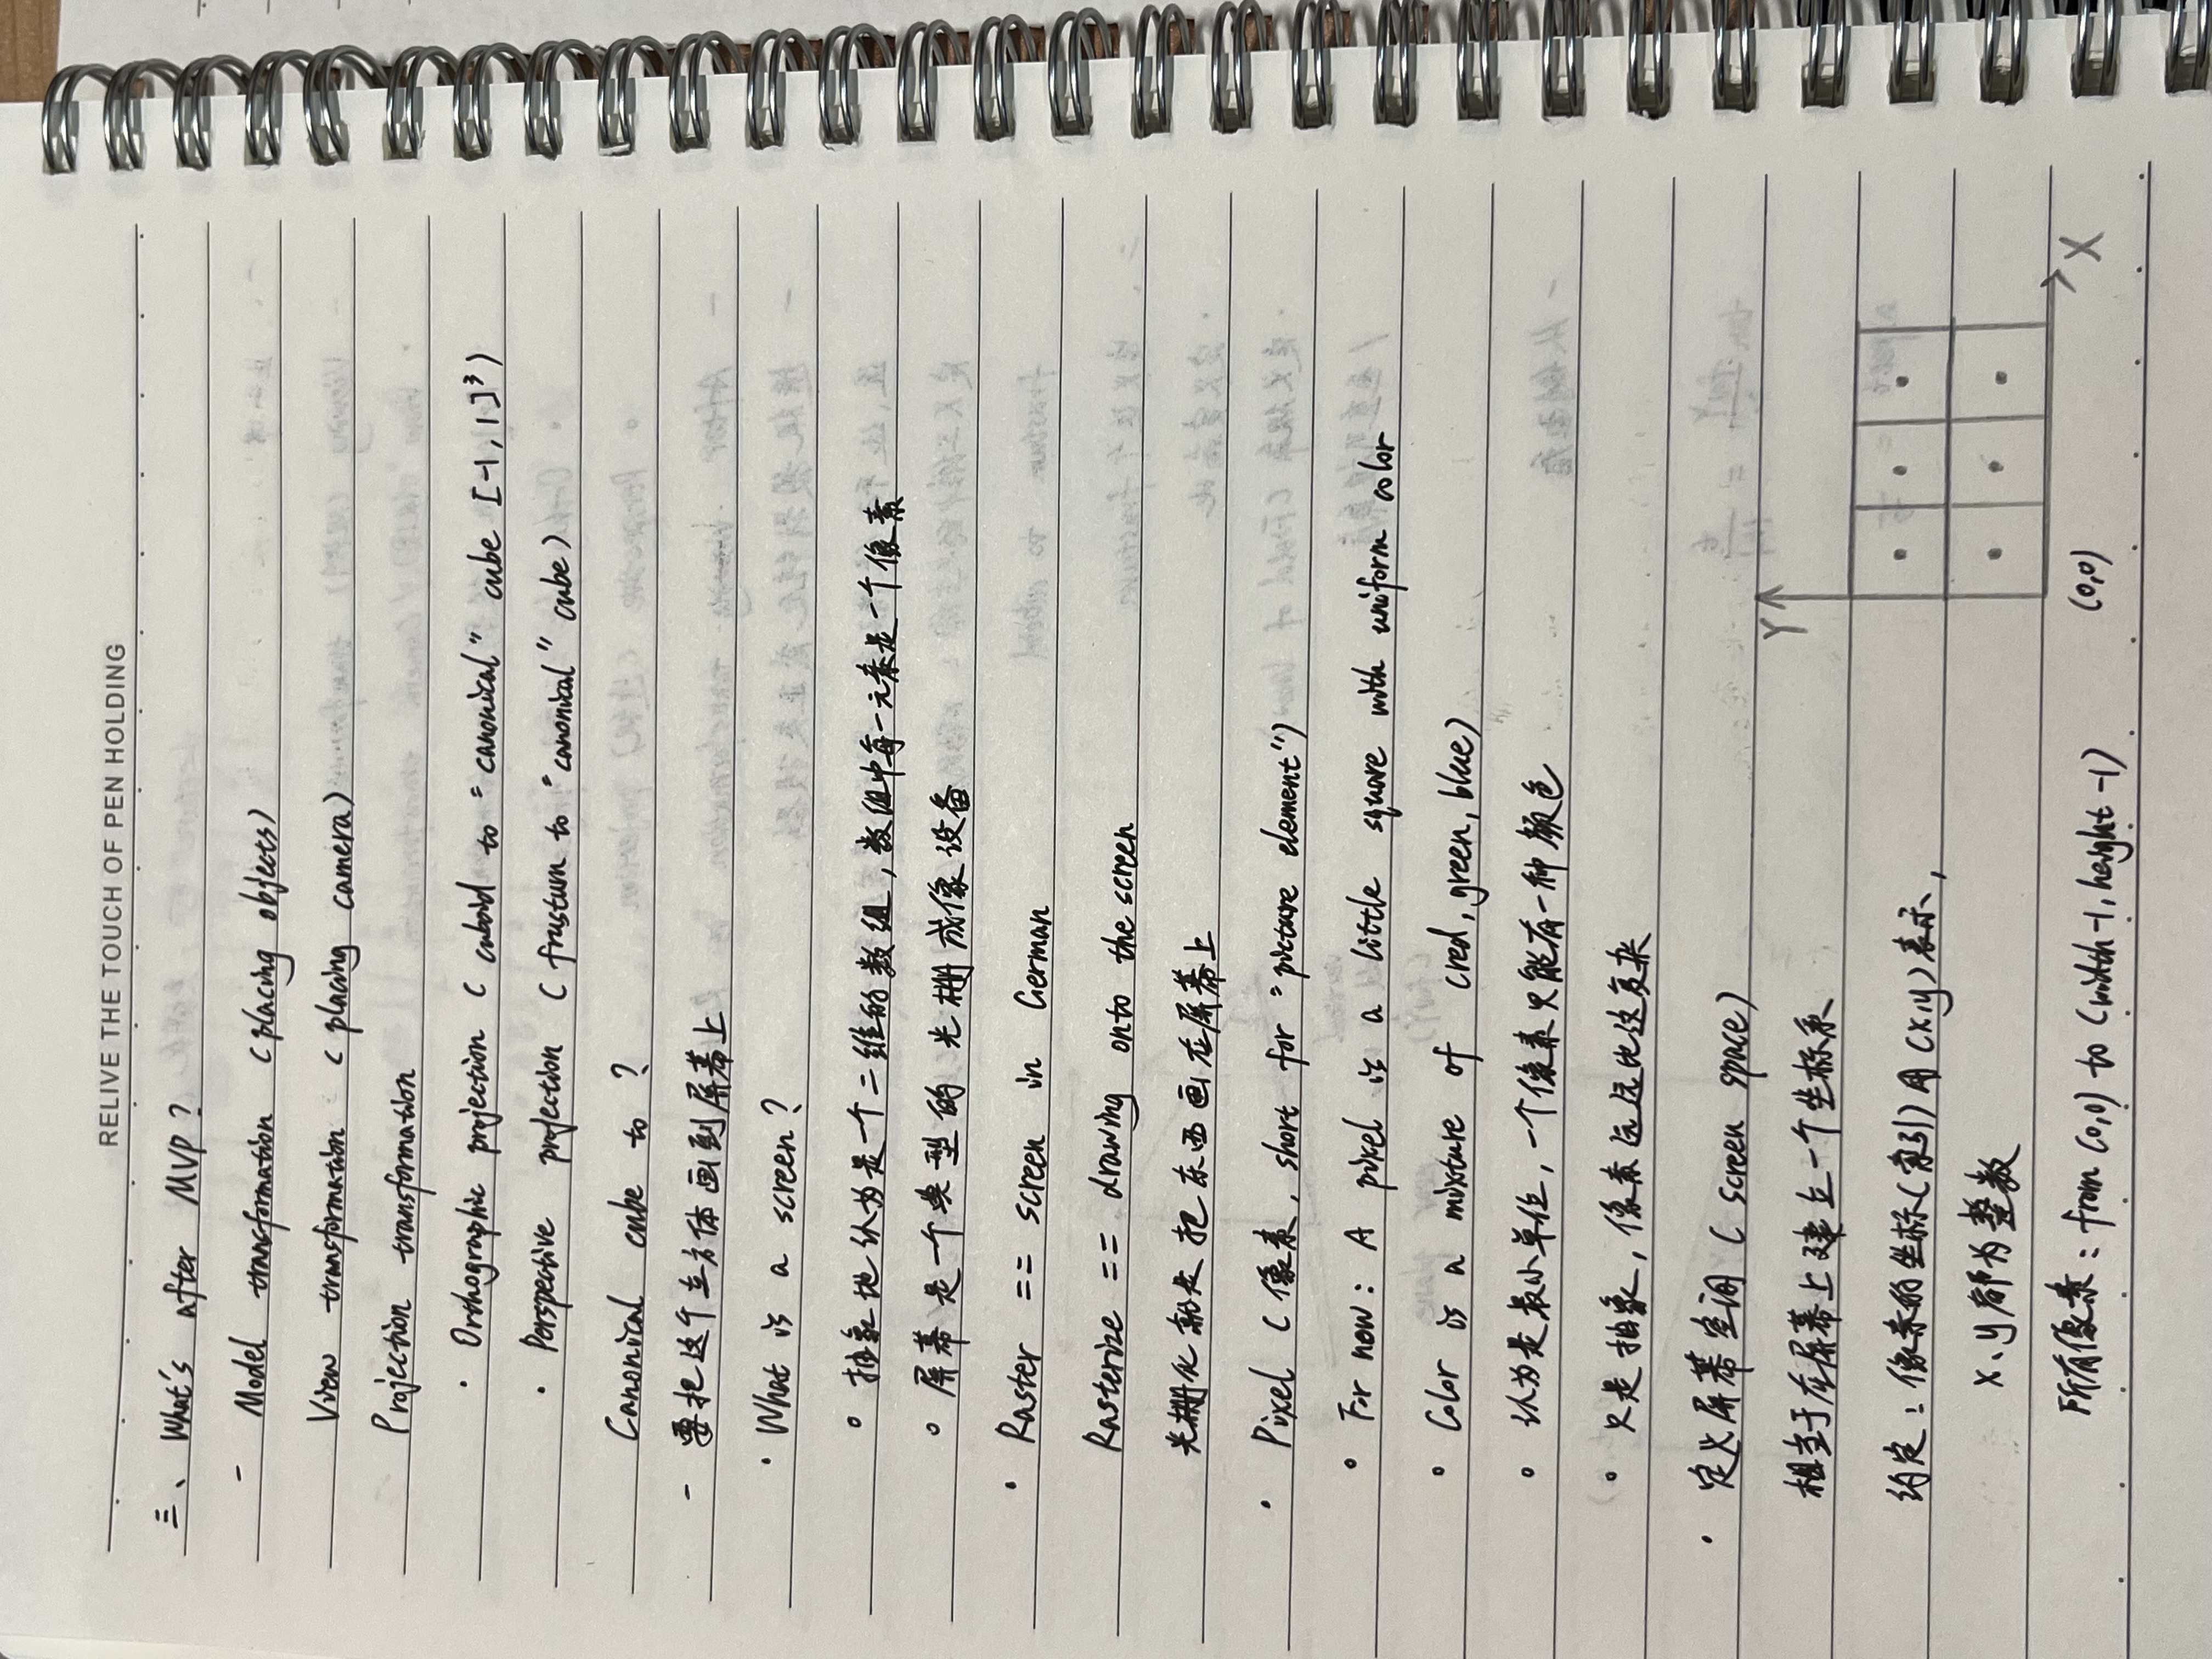 RELIVE THE TOUCH OF PEN HOLDING
三、What's after MVP?
- Model transformation (placing objects)
View transformation (placing camera)
Projection transformation
· Orthographic projection (cuboid to "canonical" cube [-1, 1]³)
· Perspective projection (frustum to "canonical" cube)
Canonical cube to ?
- 要把这个立方体画到屏幕上
· What is a screen?
∘ 抽象地认为是一个二维的数组,数组中每一元素是一个像素
∘ 屏幕是一个典型的光栅成像设备
· Raster == screen in German
Rasterize == drawing onto the screen
光栅化就是把东西画在屏幕上
· Pixel (像素, short for "picture element")
∘ For now: A pixel is a little square with uniform color
∘ Color is a mixture of (red, green, blue)
∘ 认为是最小单位,一个像素只能有一种颜色
∘ 只是抽象,像素远远比这复杂
· 定义屏幕空间 (screen space)
相当于在屏幕上建立一个坐标系
约定:像素的坐标(索引)用(x,y)表示,
x、y都为整数
所有像素:from (0,0) to (width-1, height-1)
Y
(0,0)
X